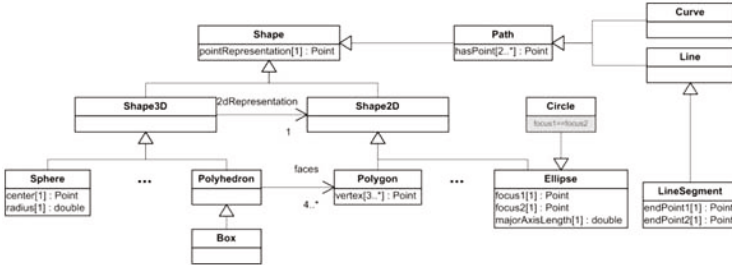 Shape
pointRepresentation[1] : Point
Path
hasPoint[2..*] : Point
Curve
Line
Shape3D
2dRepresentation
1
Shape2D
Circle
focus1==focus2
Sphere
center[1] : Point
radius[1] : double
...
Polyhedron
faces
4..*
Polygon
vertex[3..*] : Point
...
Ellipse
focus1[1] : Point
focus2[1] : Point
majorAxisLength[1] : double
LineSegment
endPoint1[1] : Point
endPoint2[1] : Point
Box